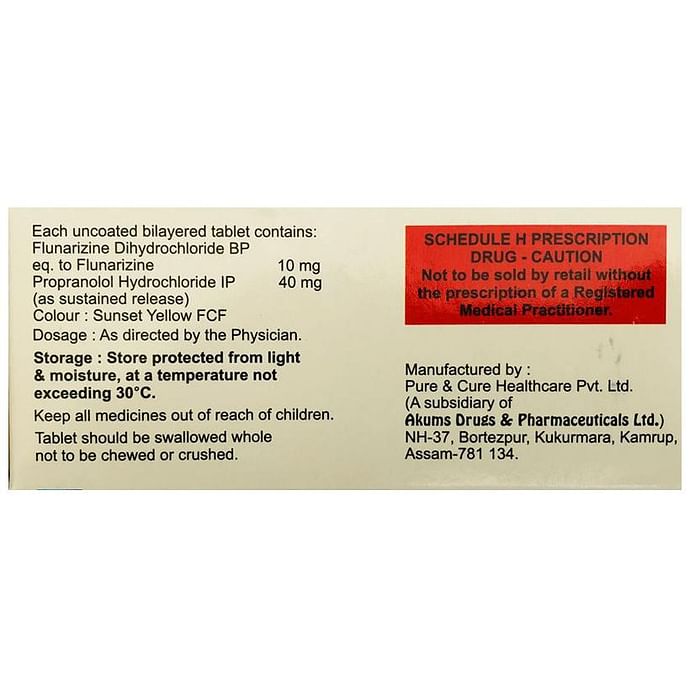 Each uncoated bilayered tablet contains:
Flunarizine Dihydrochloride BP
eq. to Flunarizine 10 mg
Propranolol Hydrochloride IP 40 mg
(as sustained release)
Colour : Sunset Yellow FCF
Dosage : As directed by the Physician.
Storage : Store protected from light
& moisture, at a temperature not
exceeding 30°C.
Keep all medicines out of reach of children.
Tablet should be swallowed whole
not to be chewed or crushed.
SCHEDULE H PRESCRIPTION
DRUG - CAUTION
Not to be sold by retail without
the prescription of a Registered
Medical Practitioner.
Manufactured by :
Pure & Cure Healthcare Pvt. Ltd.
(A subsidiary of
Akums Drugs & Pharmaceuticals Ltd.)
NH-37, Bortezpur, Kukurmara, Kamrup,
Assam-781 134.